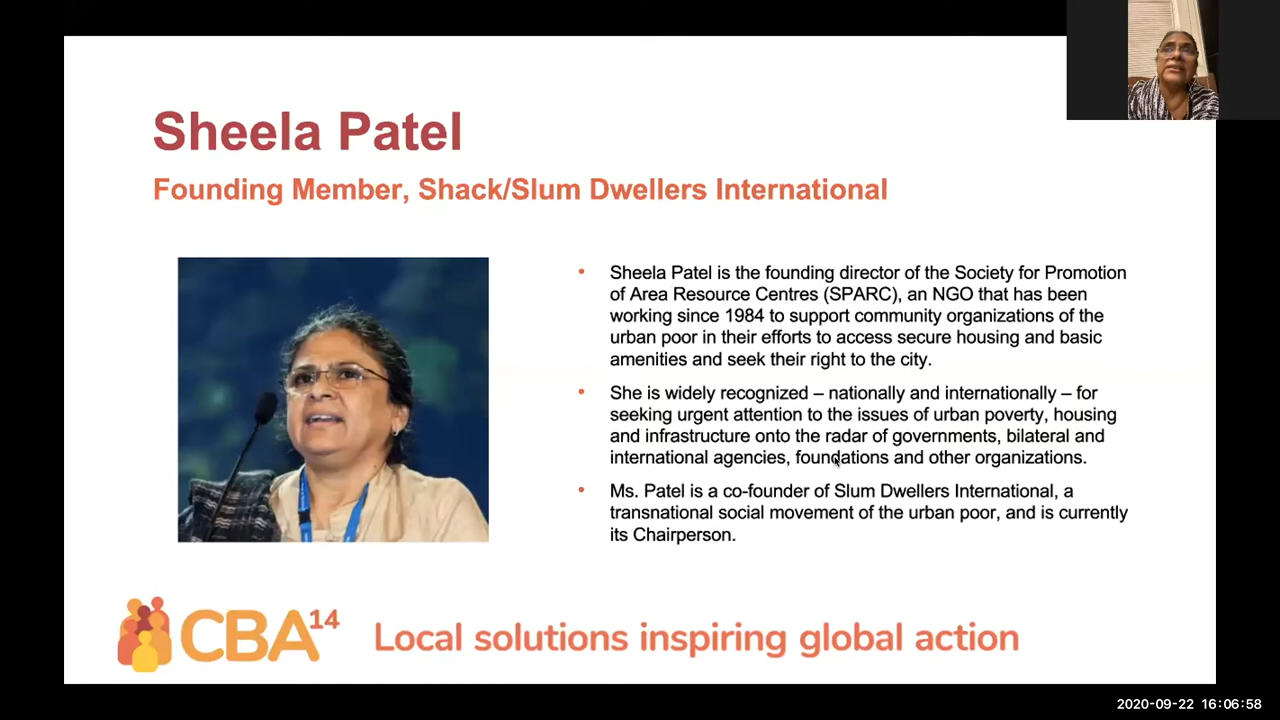 Sheela Patel
Founding Member, Shack/Slum Dwellers International
• Sheela Patel is the founding director of the Society for Promotion
of Area Resource Centres (SPARC), an NGO that has been
working since 1984 to support community organizations of the
urban poor in their efforts to access secure housing and basic
amenities and seek their right to the city.
• She is widely recognized – nationally and internationally – for
seeking urgent attention to the issues of urban poverty, housing
and infrastructure onto the radar of governments, bilateral and
international agencies, foundations and other organizations.
• Ms. Patel is a co-founder of Slum Dwellers International, a
transnational social movement of the urban poor, and is currently
its Chairperson.
CBA14
Local solutions inspiring global action
2020-09-22 16:06:58